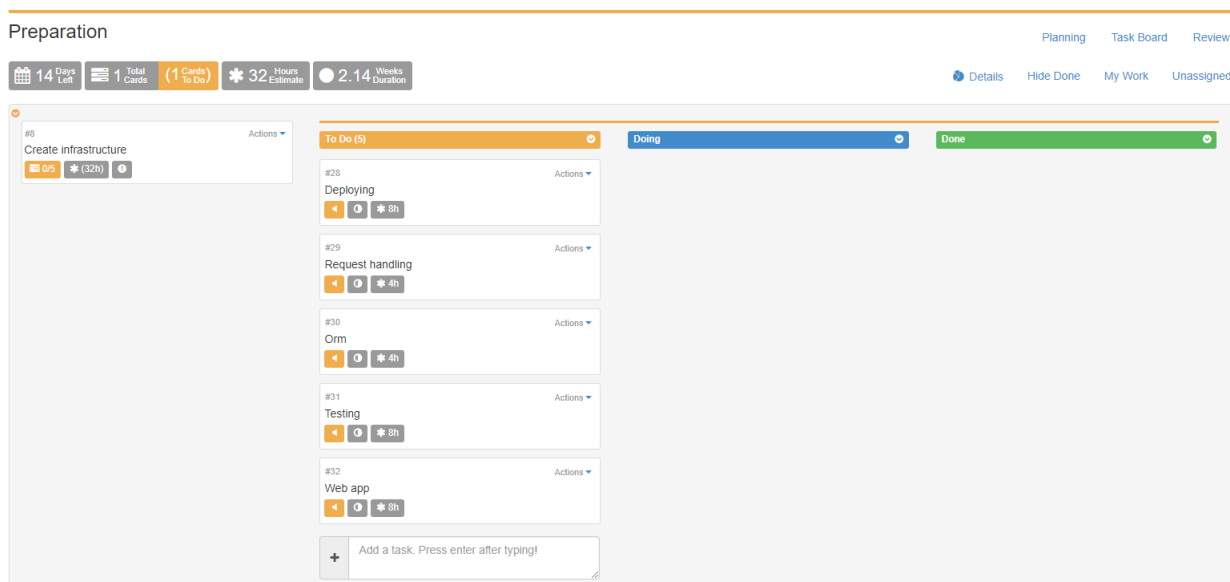 Preparation
Planning Task Board Review
14 Days Left 1 Total Cards (1 Cards To Do) 32 Hours Estimate 2.14 Weeks Duration
Details Hide Done My Work Unassigned
#8 Actions
Create infrastructure
0/5 (32h)
To Do (5) Doing Done
#28 Actions
Deploying
8h
#29 Actions
Request handling
4h
#30 Actions
Orm
4h
#31 Actions
Testing
8h
#32 Actions
Web app
8h
+ Add a task. Press enter after typing!